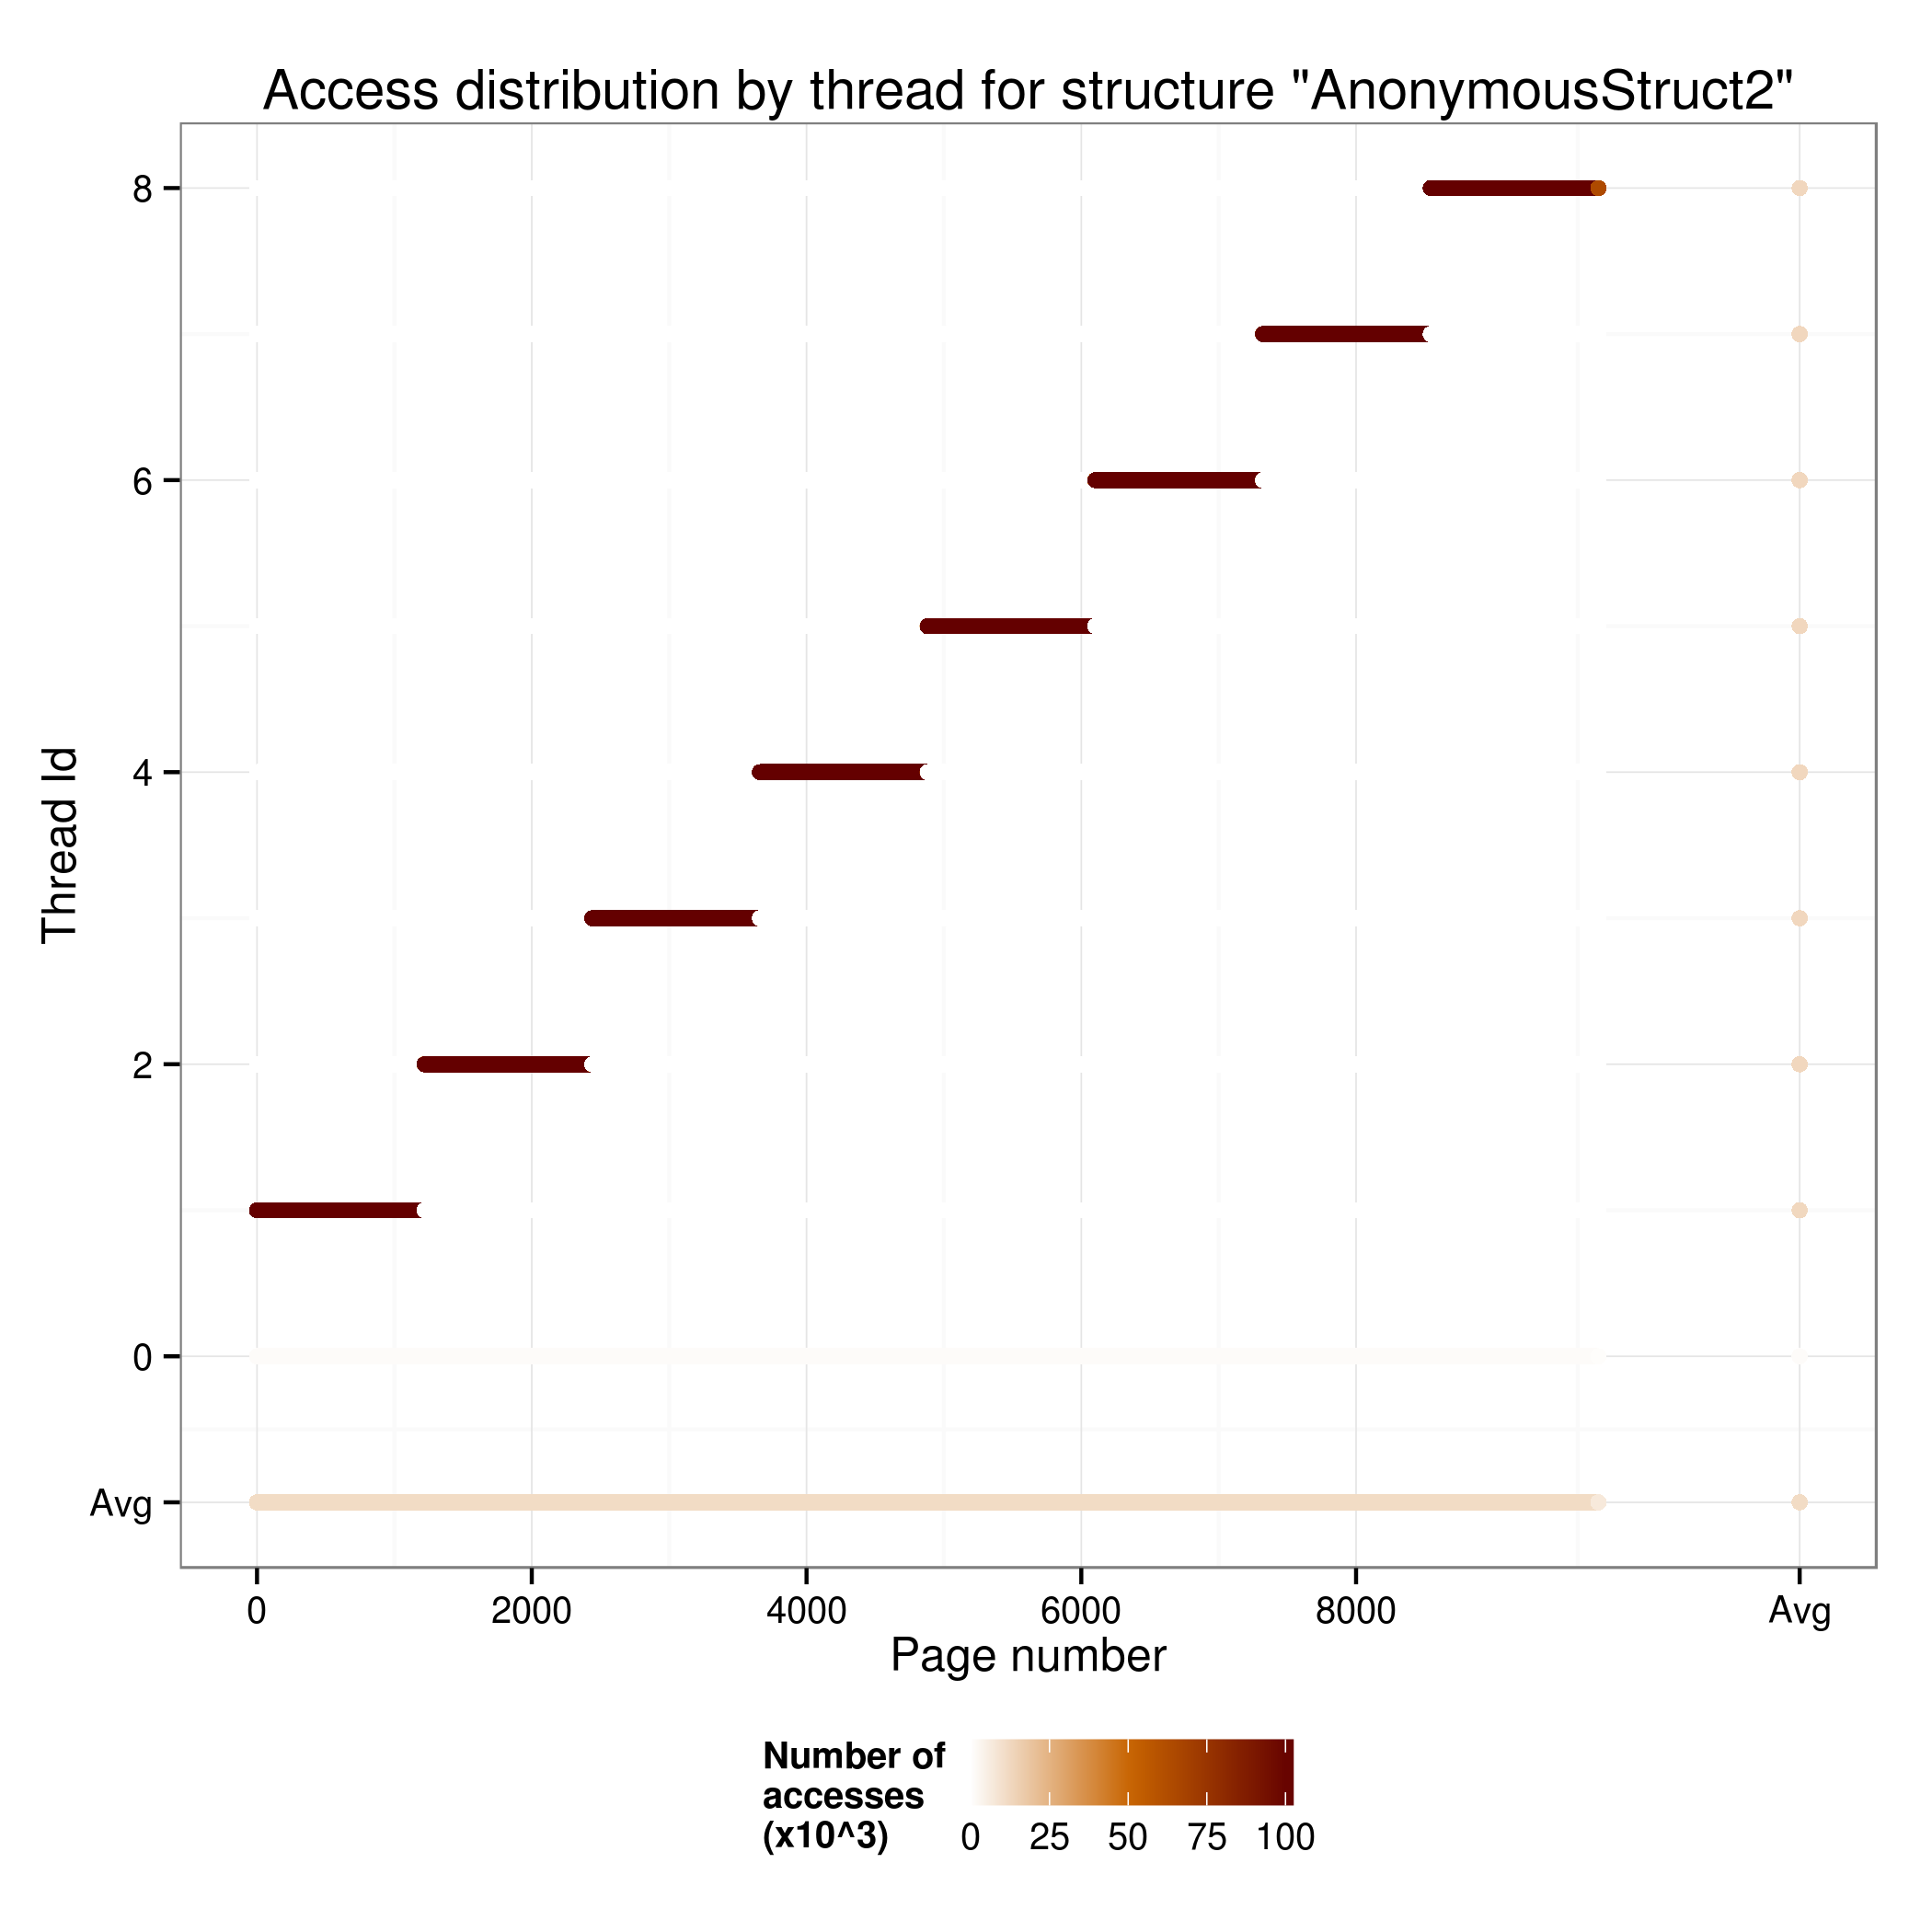 Access distribution by thread for structure "AnonymousStruct2"
8
6
4
2
0
Avg
Thread Id
0 2000 4000 6000 8000 Avg
Page number
Number of
accesses
(x10^3)
0 25 50 75 100